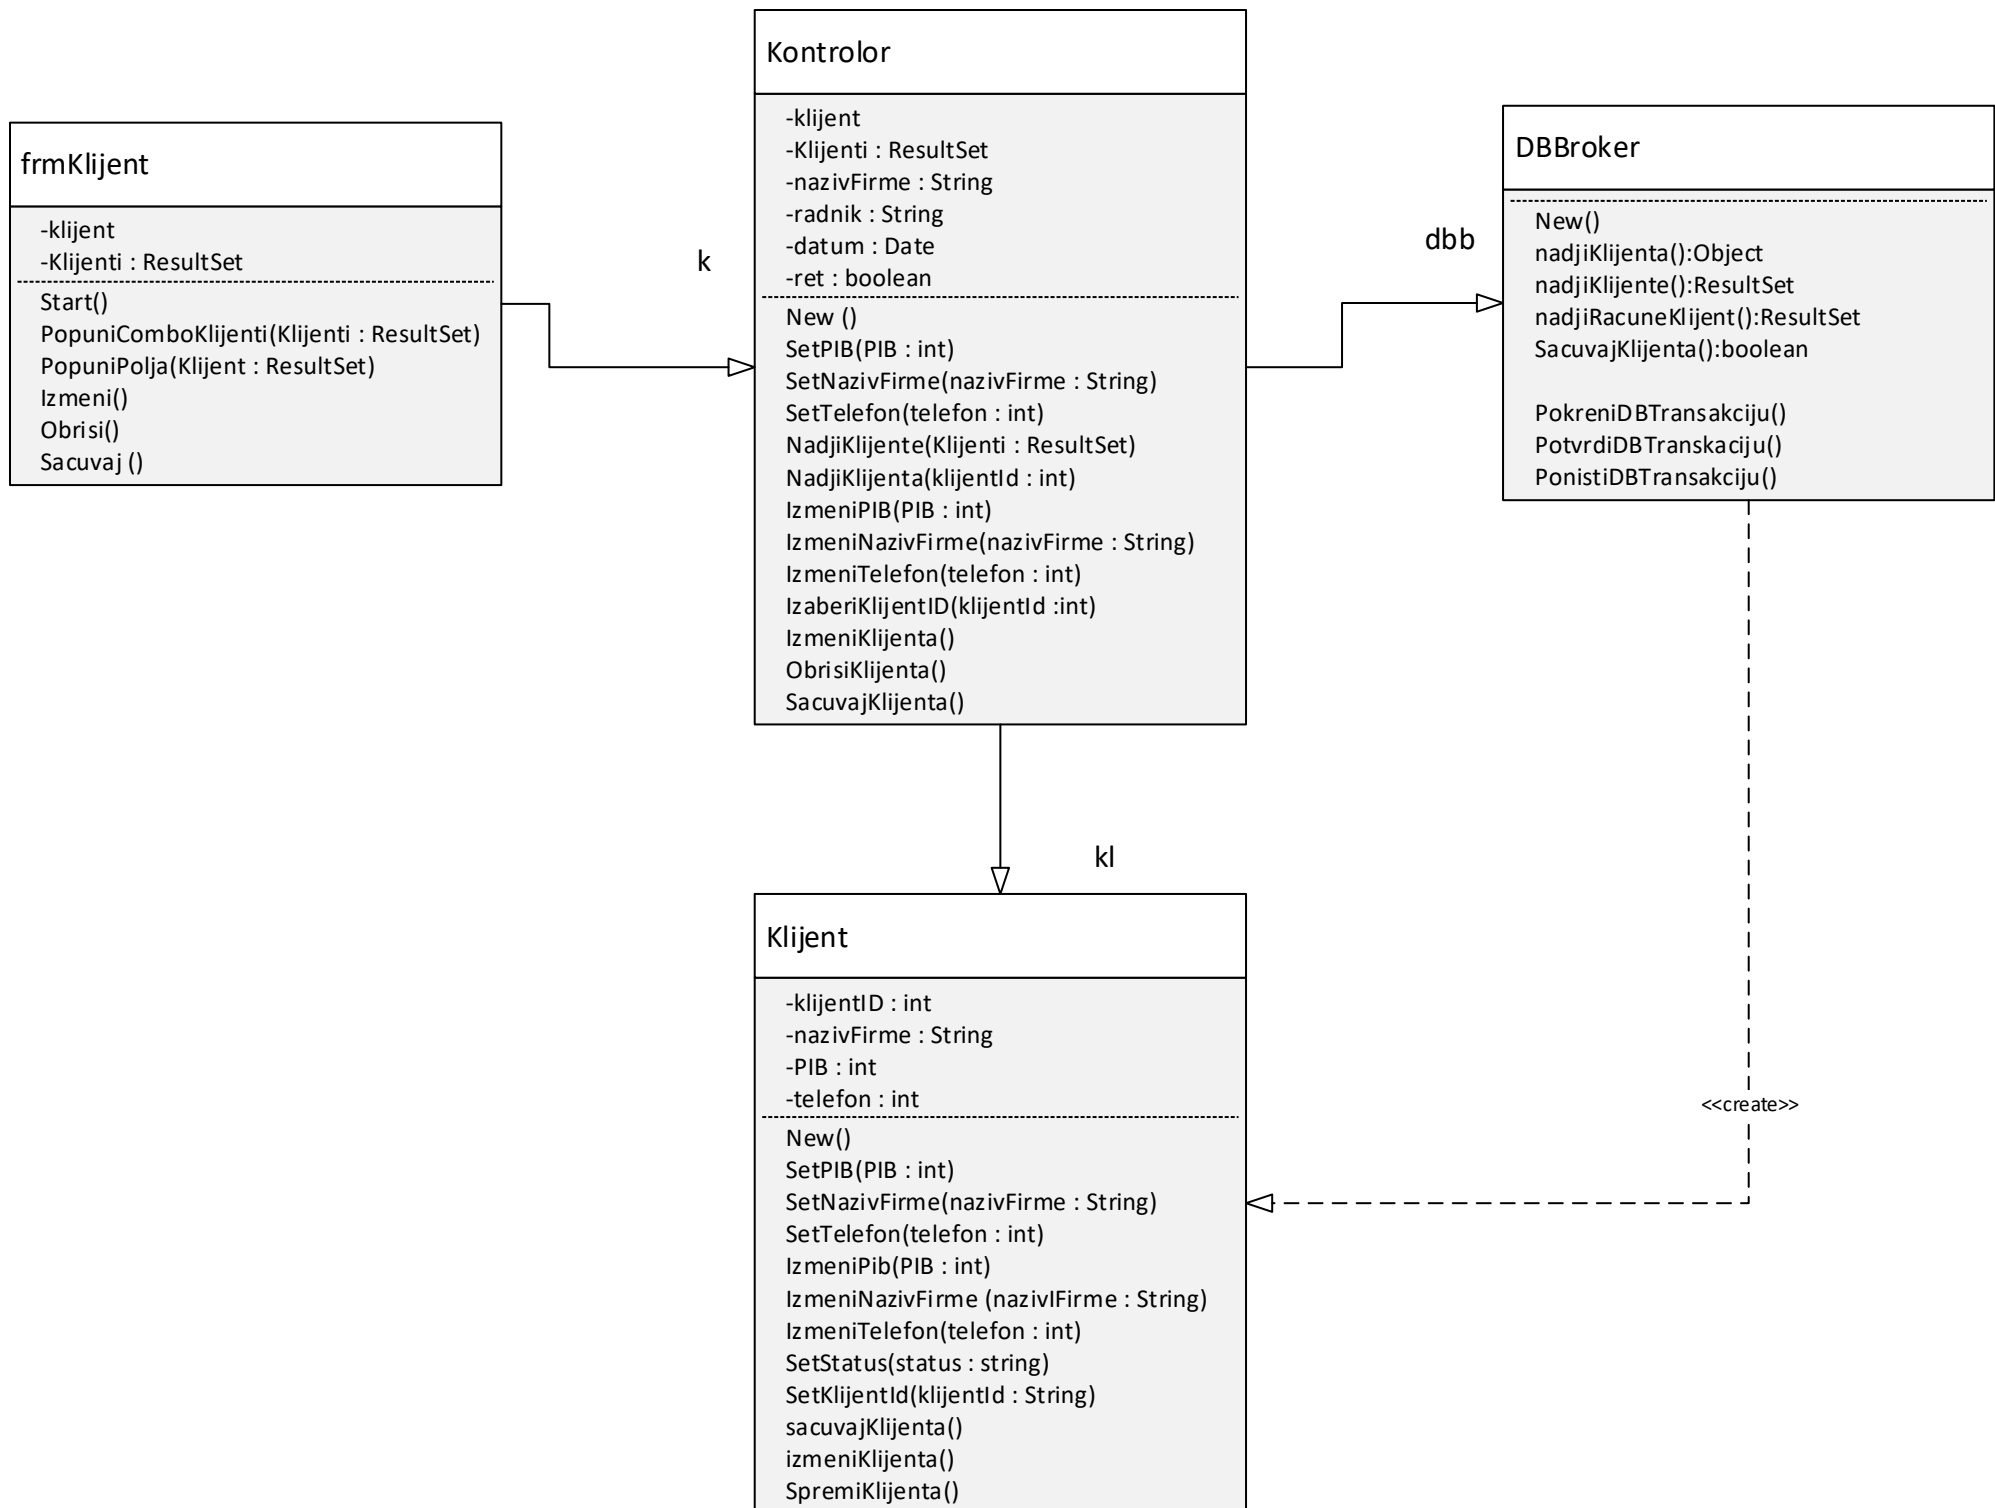 frmKlijent
-klijent
-Klijenti : ResultSet
Start()
PopuniComboKlijenti(Klijenti : ResultSet)
PopuniPolja(Klijent : ResultSet)
Izmeni()
Obrisi()
Sacuvaj ()
k
Kontrolor
-klijent
-Klijenti : ResultSet
-nazivFirme : String
-radnik : String
-datum : Date
-ret : boolean
New ()
SetPIB(PIB : int)
SetNazivFirme(nazivFirme : String)
SetTelefon(telefon : int)
NadjiKlijente(Klijenti : ResultSet)
NadjiKlijenta(klijentId : int)
IzmeniPIB(PIB : int)
IzmeniNazivFirme(nazivFirme : String)
IzmeniTelefon(telefon : int)
IzaberiKlijentID(klijentId :int)
IzmeniKlijenta()
ObrisiKlijenta()
SacuvajKlijenta()
dbb
DBBroker
New()
nadjiKlijenta():Object
nadjiKlijente():ResultSet
nadjiRacuneKlijent():ResultSet
SacuvajKlijenta():boolean
PokreniDBTransakciju()
PotvrdiDBTranskaciju()
PonistiDBTransakciju()
kl
Klijent
-klijentID : int
-nazivFirme : String
-PIB : int
-telefon : int
New()
SetPIB(PIB : int)
SetNazivFirme(nazivFirme : String)
SetTelefon(telefon : int)
IzmeniPib(PIB : int)
IzmeniNazivFirme (nazivIFirme : String)
IzmeniTelefon(telefon : int)
SetStatus(status : string)
SetKlijentId(klijentId : String)
sacuvajKlijenta()
izmeniKlijenta()
SpremiKlijenta()
<<create>>